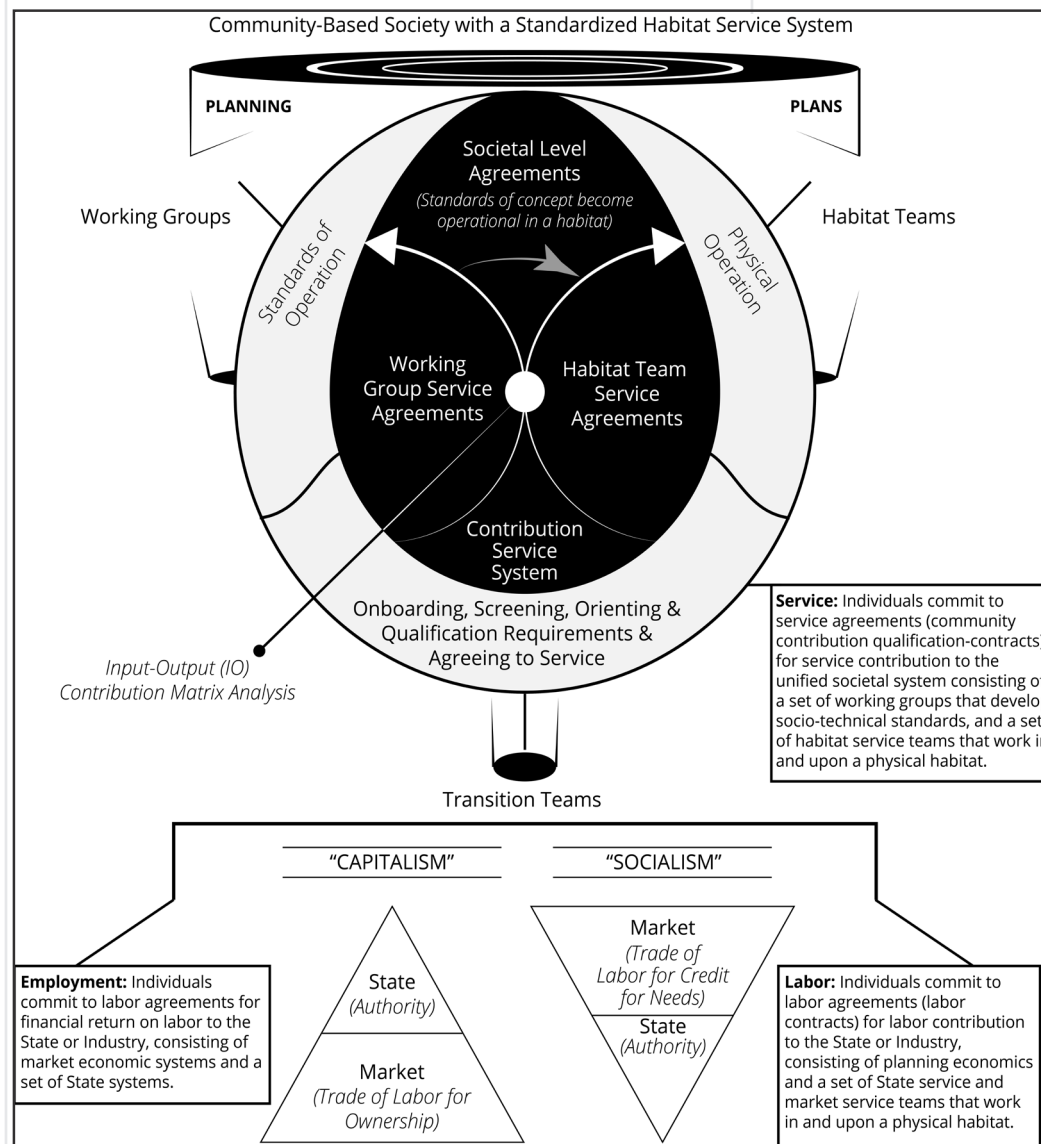 Community-Based Society with a Standardized Habitat Service System
PLANNING
PLANS
Societal Level
Agreements
(Standards of concept become
operational in a habitat)
Working Groups
Habitat Teams
Standards of
Operation
Physical
Operation
Working
Group Service
Agreements
Habitat Team
Service
Agreements
Contribution
Service
System
Onboarding, Screening, Orienting &
Qualification Requirements &
Agreeing to Service
Input-Output (IO)
Contribution Matrix Analysis
Service: Individuals commit to
service agreements (community
contribution qualification-contracts)
for service contribution to the
unified societal system consisting of
a set of working groups that develo
socio-technical standards, and a set
of habitat service teams that work in
and upon a physical habitat.
Transition Teams
“CAPITALISM”
“SOCIALISM”
State
(Authority)
Market
(Trade of Labor for
Ownership)
Market
(Trade of
Labor for Credit
for Needs)
State
(Authority)
Employment: Individuals
commit to labor agreements for
financial return on labor to the
State or Industry, consisting of
market economic systems and a
set of State systems.
Labor: Individuals commit to
labor agreements (labor
contracts) for labor contribution
to the State or Industry,
consisting of planning economics
and a set of State service and
market service teams that work
in and upon a physical habitat.